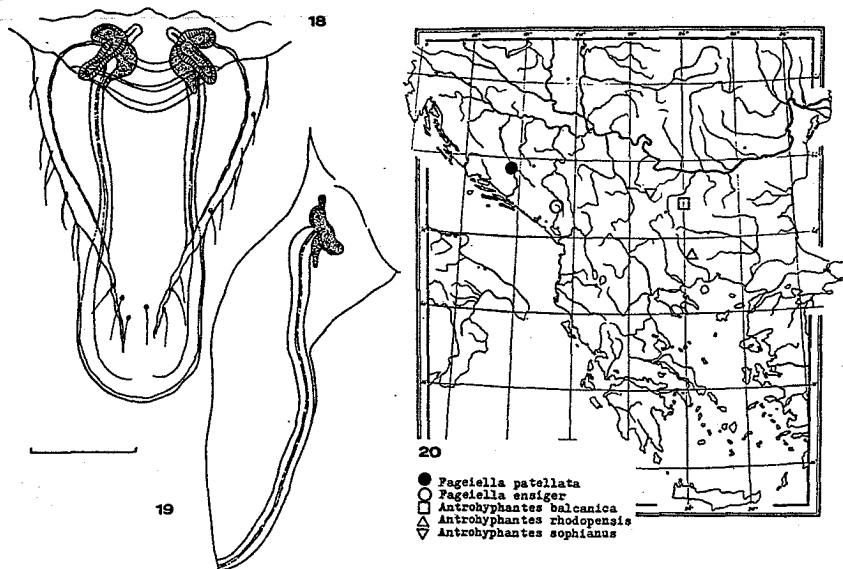 18
19
20
Fageiella patellata
Fageiella ensiger
Antrohyphantes balcanica
Antrohyphantes rhodopensis
Antrohyphantes sophianus